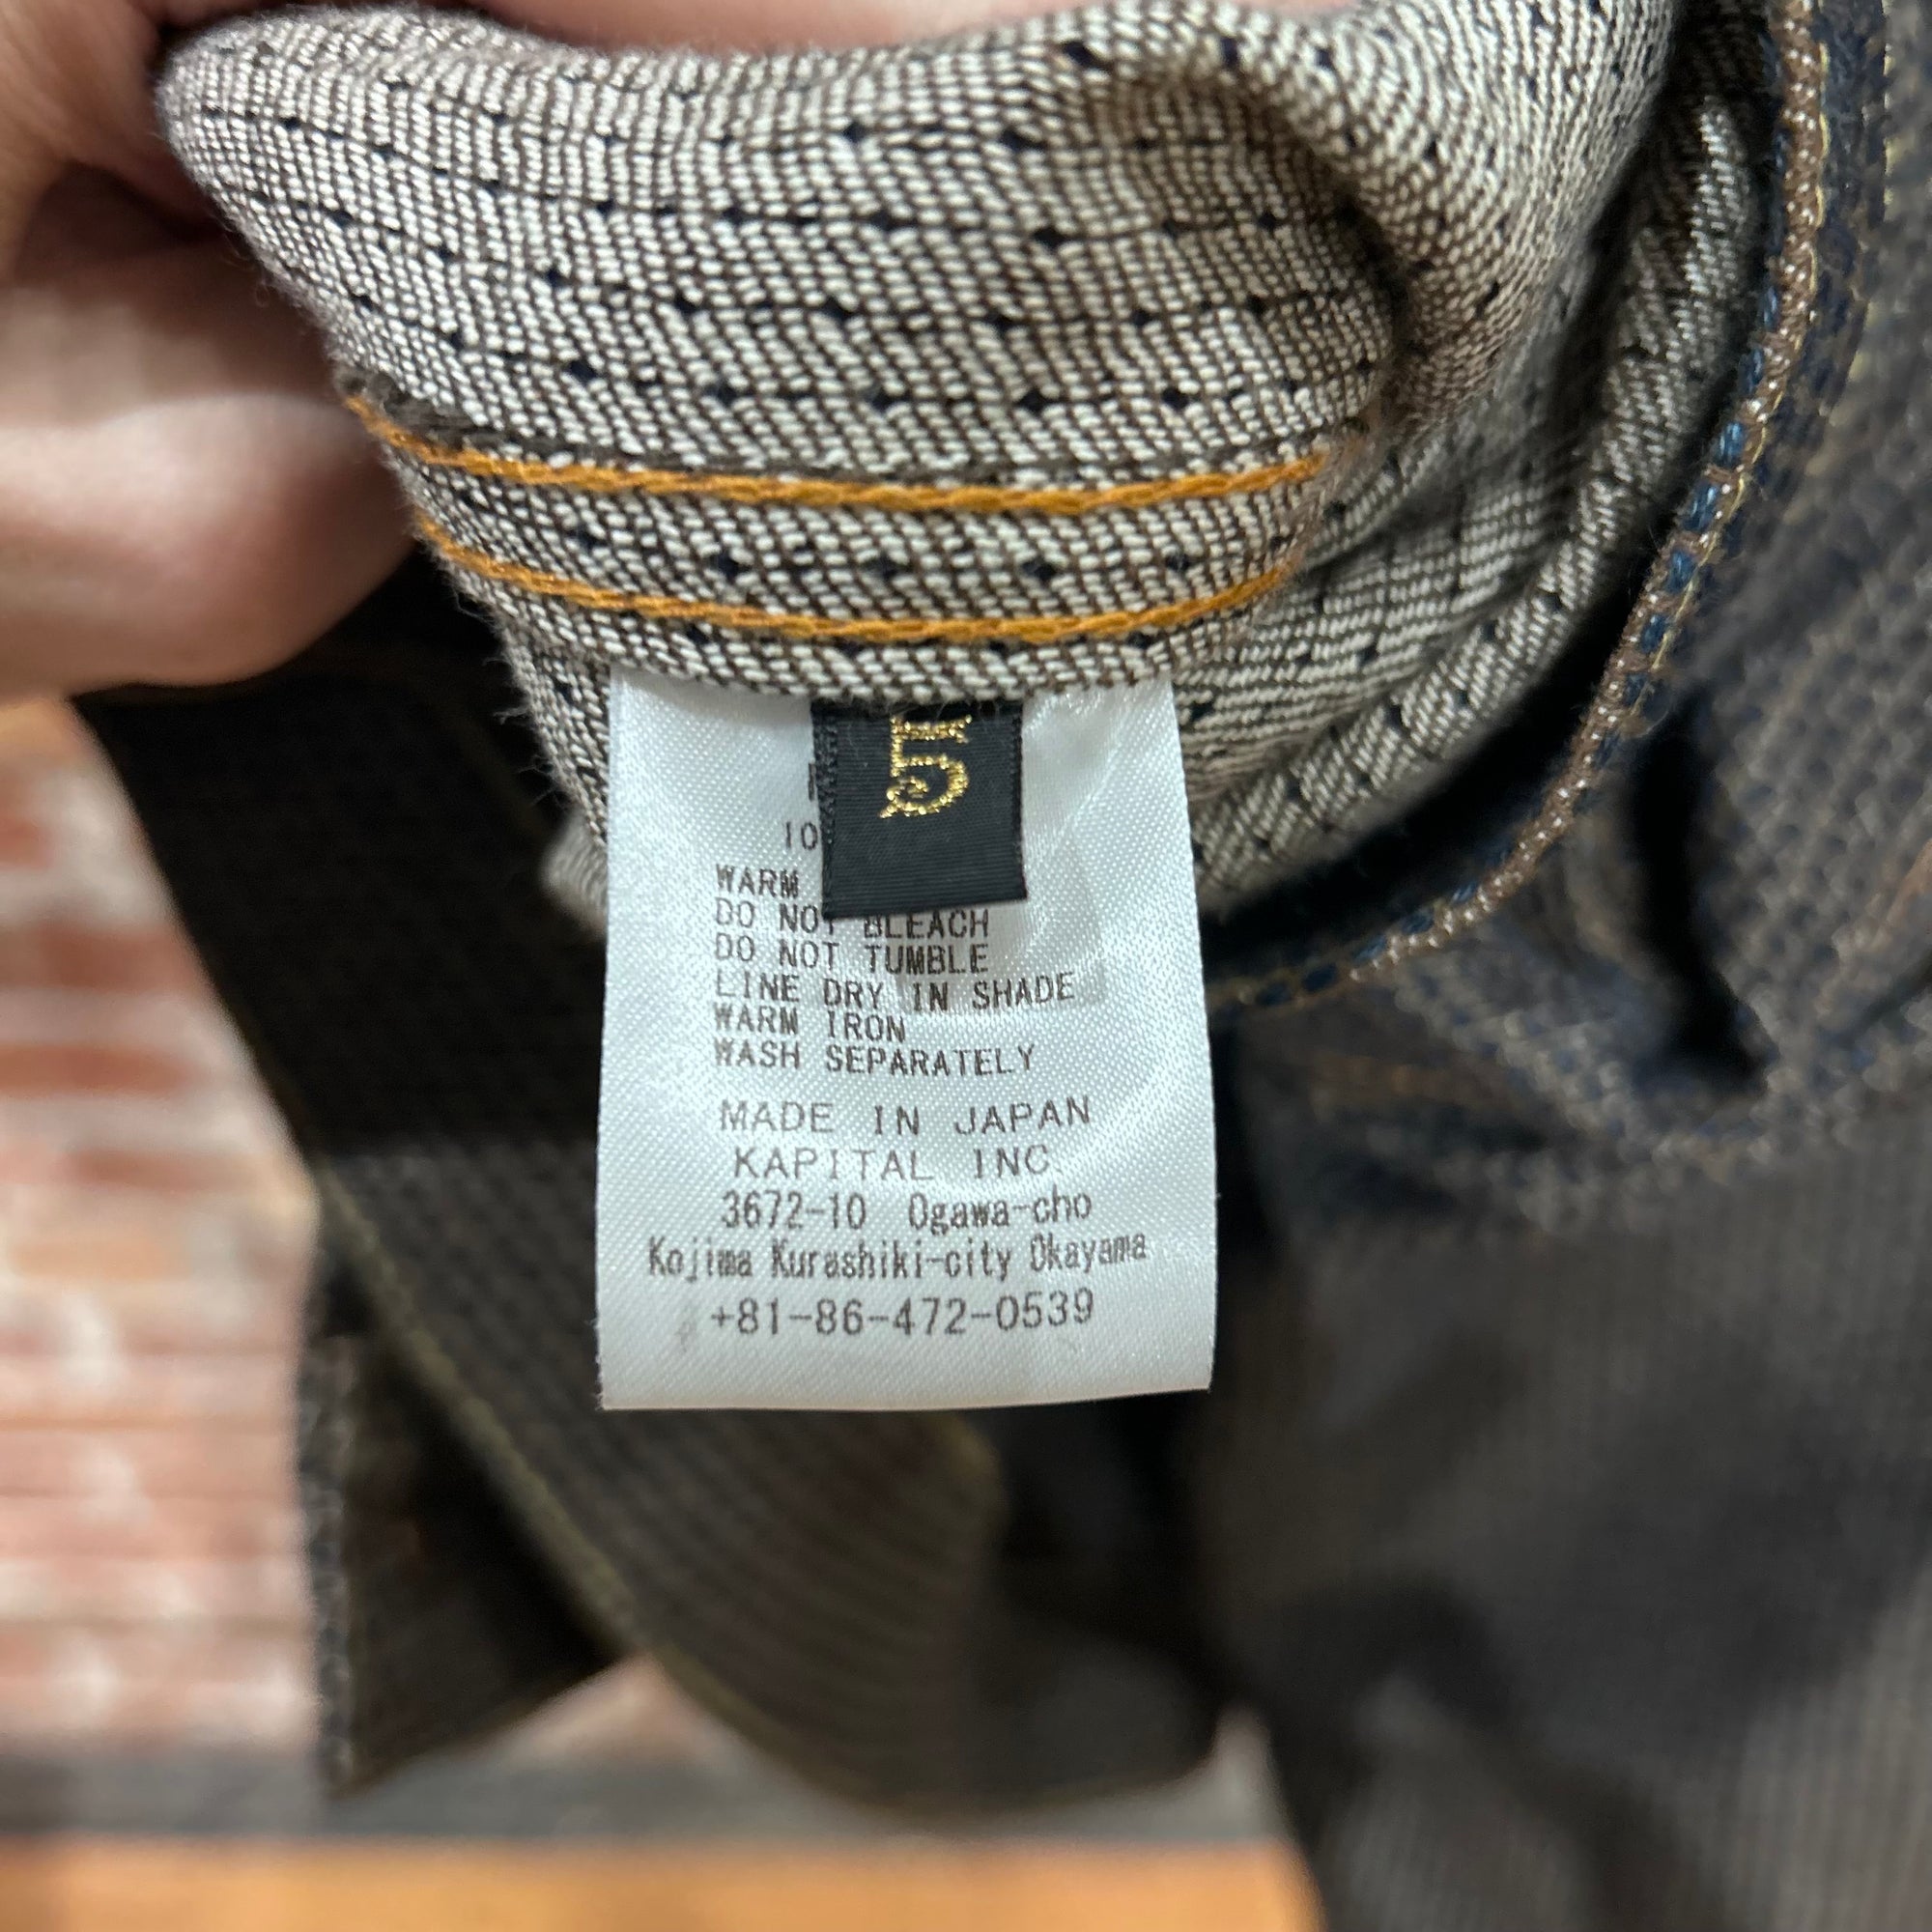 5
10
WARM
DO NOT BLEACH
DO NOT TUMBLE
LINE DRY IN SHADE
WARM IRON
WASH SEPARATELY
MADE IN JAPAN
KAPITAL INC.
3672-10 Ogawa-cho
Kojima Kurashiki-city Okayama
+81-86-472-0539